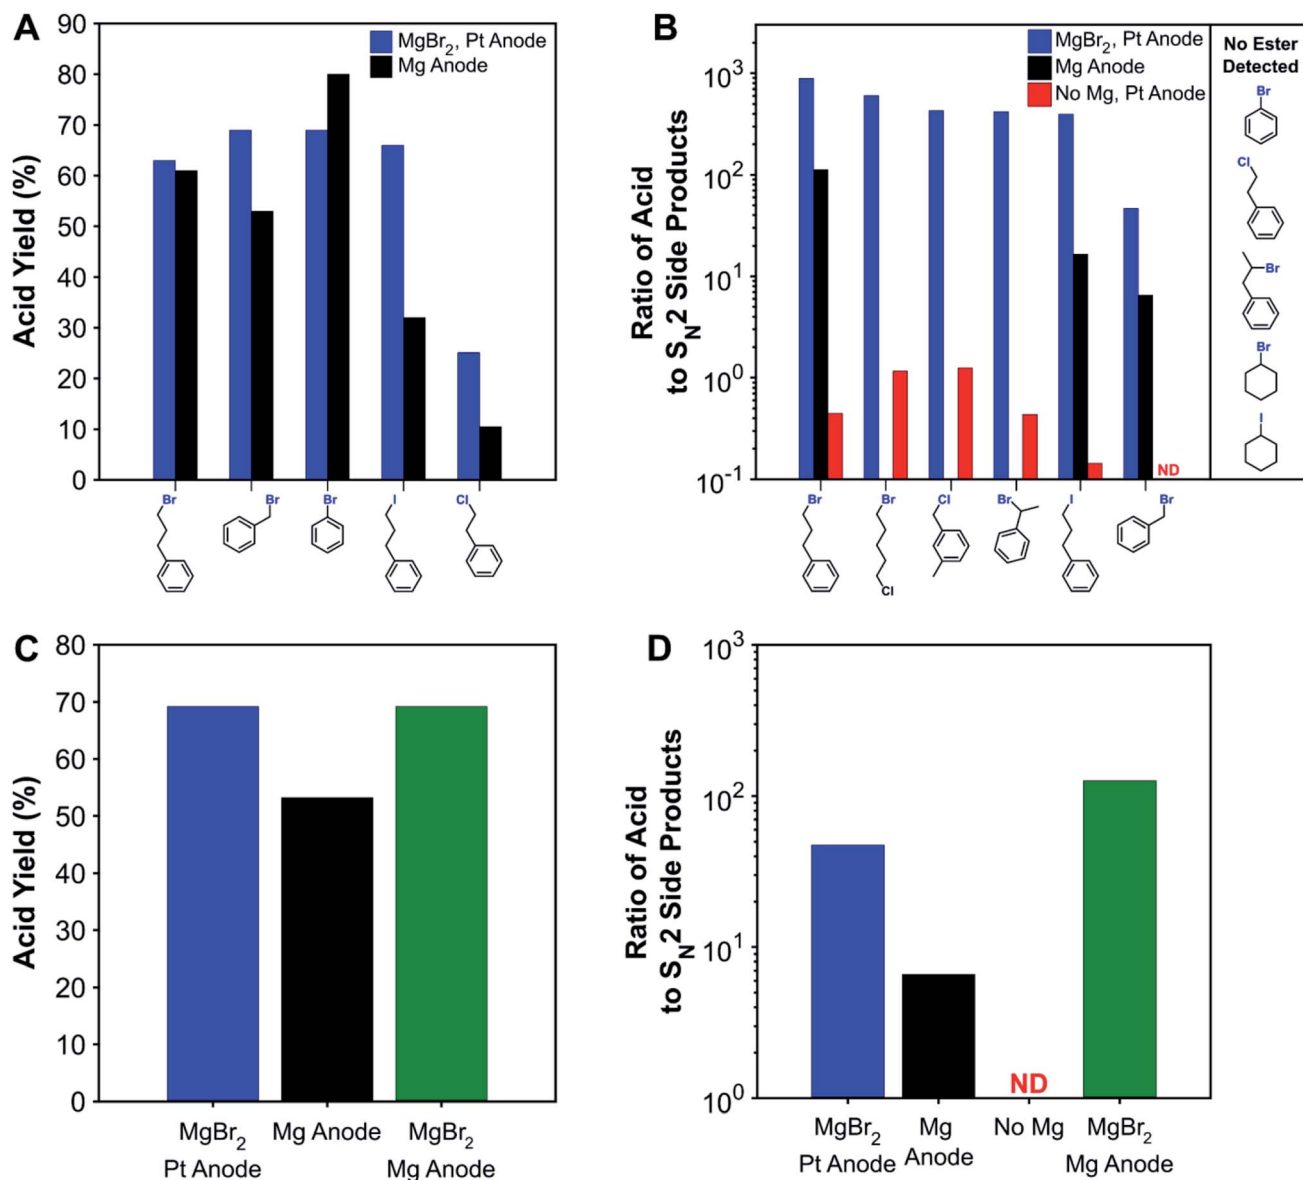 A
Acid Yield (%)
90
80
70
60
50
40
30
20
10
0
MgBr2, Pt Anode
Mg Anode
Br
Br
Br
I
Cl
B
Ratio of Acid
to SN2 Side Products
10^3
10^2
10^1
10^0
10^-1
MgBr2, Pt Anode
Mg Anode
No Mg, Pt Anode
ND
Br
Br
Cl
Cl
Br
I
Br
No Ester
Detected
Br
Cl
Br
Br
I
C
Acid Yield (%)
80
70
60
50
40
30
20
10
0
MgBr2
Pt Anode
Mg Anode
MgBr2
Mg Anode
D
Ratio of Acid
to SN2 Side Products
10^3
10^2
10^1
10^0
ND
MgBr2
Pt Anode
Mg
Anode
No Mg
MgBr2
Mg Anode